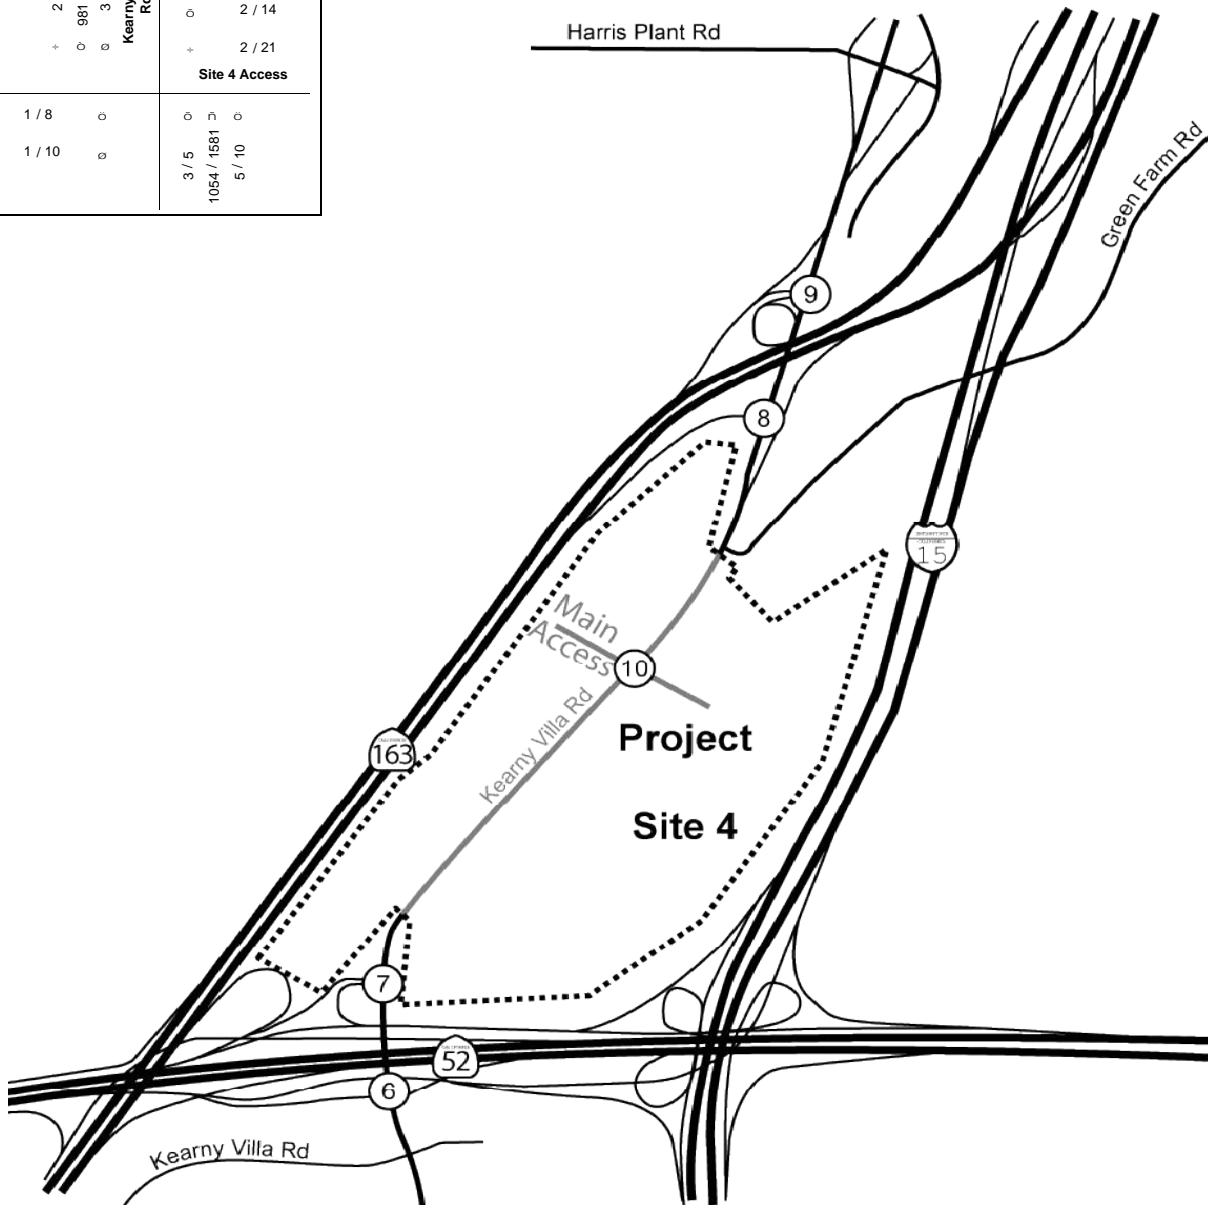 2
981
3
Kearny
Rd
2 / 14
2 / 21
Site 4 Access
1 / 8
1 / 10
3 / 5
1054 / 1581
5 / 10
Harris Plant Rd
Green Farm Rd
9
8
15
Main
Access
10
Kearny Villa Rd
Project
163
Site 4
7
52
6
Kearny Villa Rd